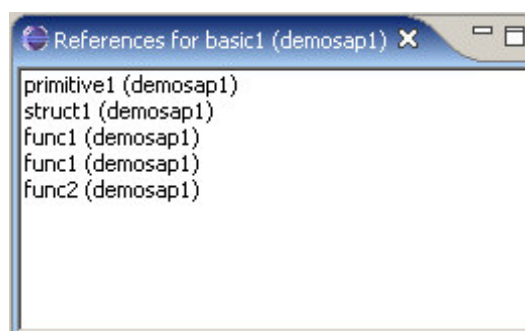 References for basic1 (demosap1)
primitive1 (demosap1)
struct1 (demosap1)
func1 (demosap1)
func1 (demosap1)
func2 (demosap1)